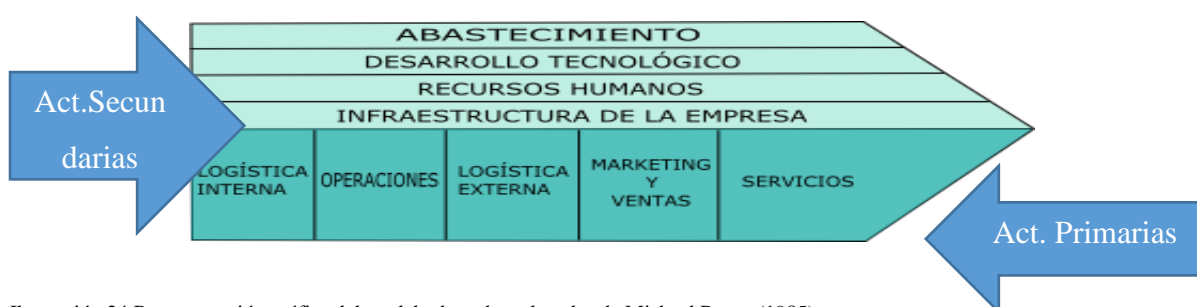 ABASTECIMIENTO
DESARROLLO TECNOLÓGICO
RECURSOS HUMANOS
INFRAESTRUCTURA DE LA EMPRESA
Act.Secun
darias
LOGÍSTICA
INTERNA
OPERACIONES
LOGÍSTICA
EXTERNA
MARKETING
Y
VENTAS
SERVICIOS
Act. Primarias